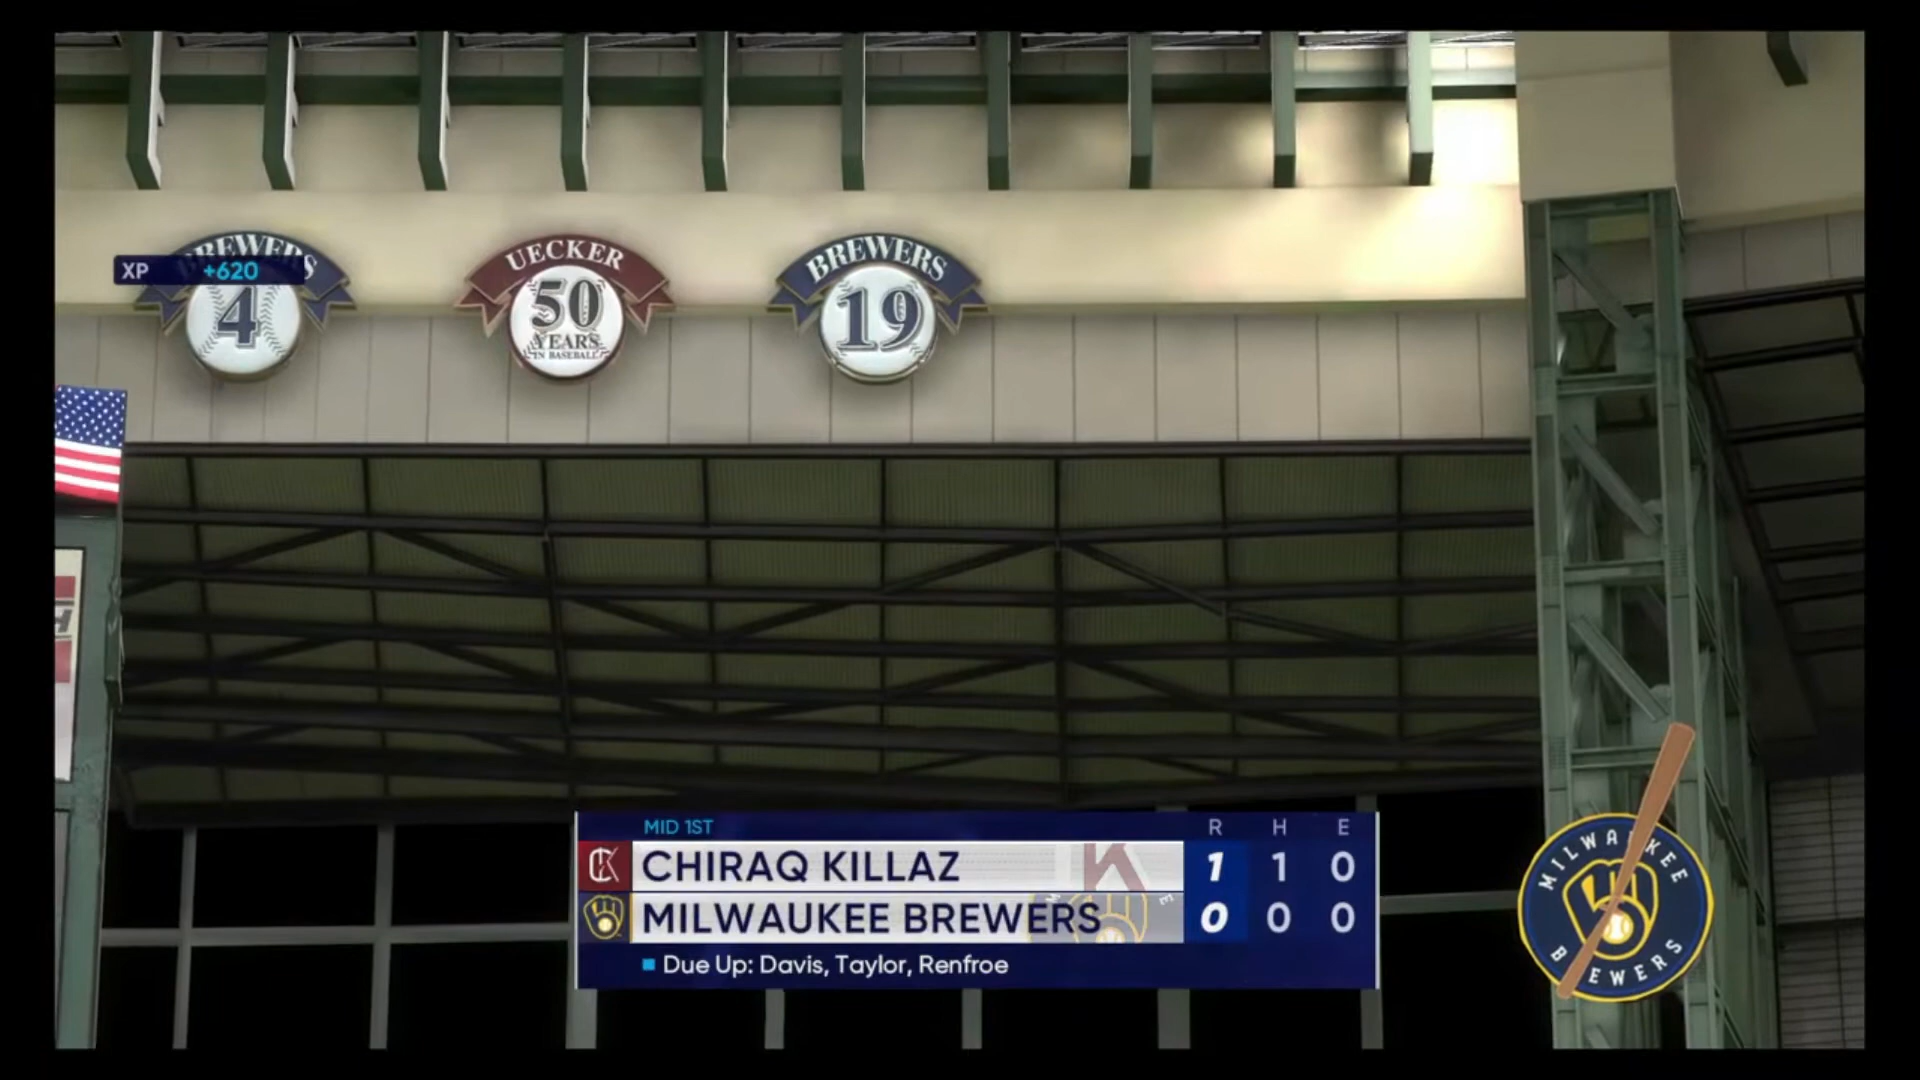 BREWERS
XP +620
4
UECKER
50
YEARS
IN BASEBALL
BREWERS
19
H
MID 1ST R H E
CK CHIRAQ KILLAZ K 1 1 0
MILWAUKEE BREWERS 0 0 0
Due Up: Davis, Taylor, Renfroe
MILWAUKEE
BREWERS